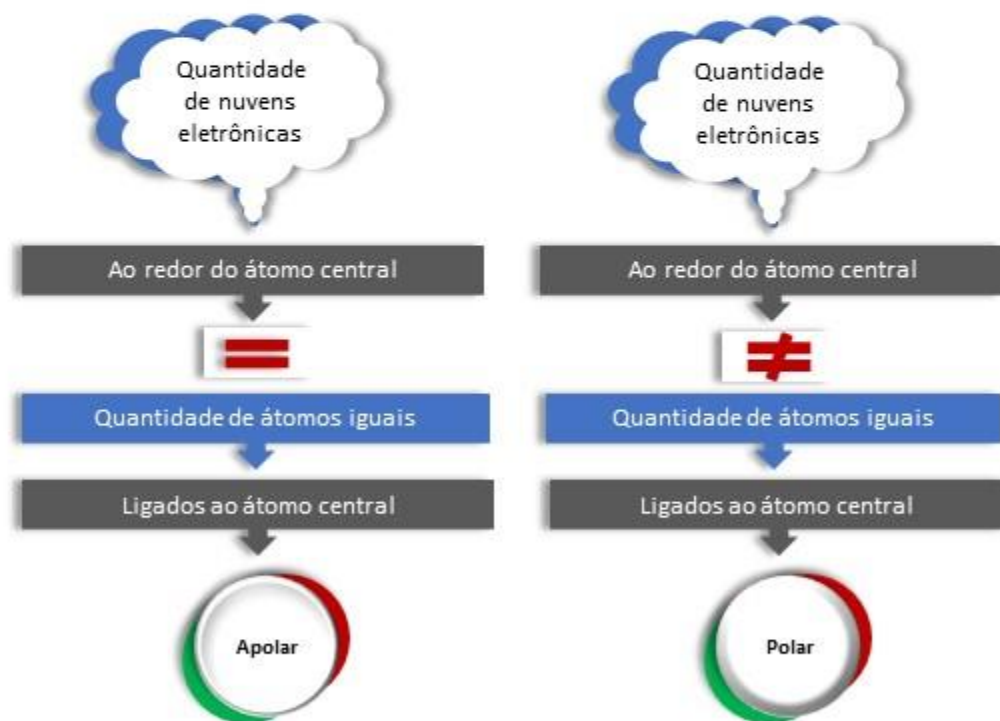 Quantidade
de nuvens
eletrônicas
Ao redor do átomo central
=
Quantidade de átomos iguais
Ligados ao átomo central
Apolar
Quantidade
de nuvens
eletrônicas
Ao redor do átomo central
≠
Quantidade de átomos iguais
Ligados ao átomo central
Polar